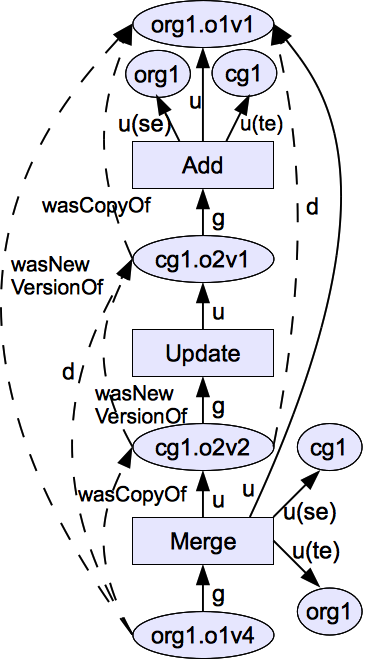 org1.o1v1
org1
cg1
u
u(se)
u(te)
Add
wasCopyOf
g
d
cg1.o2v1
wasNew
VersionOf
u
Update
d
wasNew
VersionOf
g
cg1.o2v2
cg1
wasCopyOf
u
u
u(se)
Merge
u(te)
g
org1
org1.o1v4